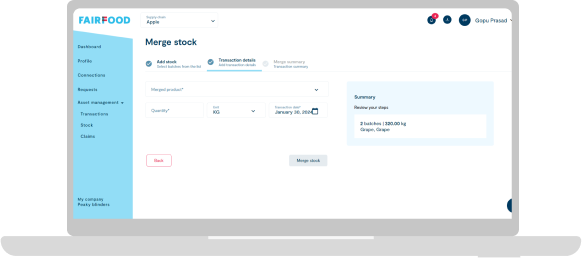 FAIRFOOD
Supply chain
Apple
Gopu Prasad
Merge stock
Dashboard
Profile
Connections
Requests
Asset management
Transactions
Stock
Claims
My company
Peaky blinders
Add stock
Select batches from the list
Transaction details
Add transaction details
Merge summary
Transaction summary
Merged product*
Quantity*
Unit
KG
Transaction date*
January 30, 2024
Back
Merge stock
Summary
Review your steps
2 batches | 320.00 kg
Grape, Grape